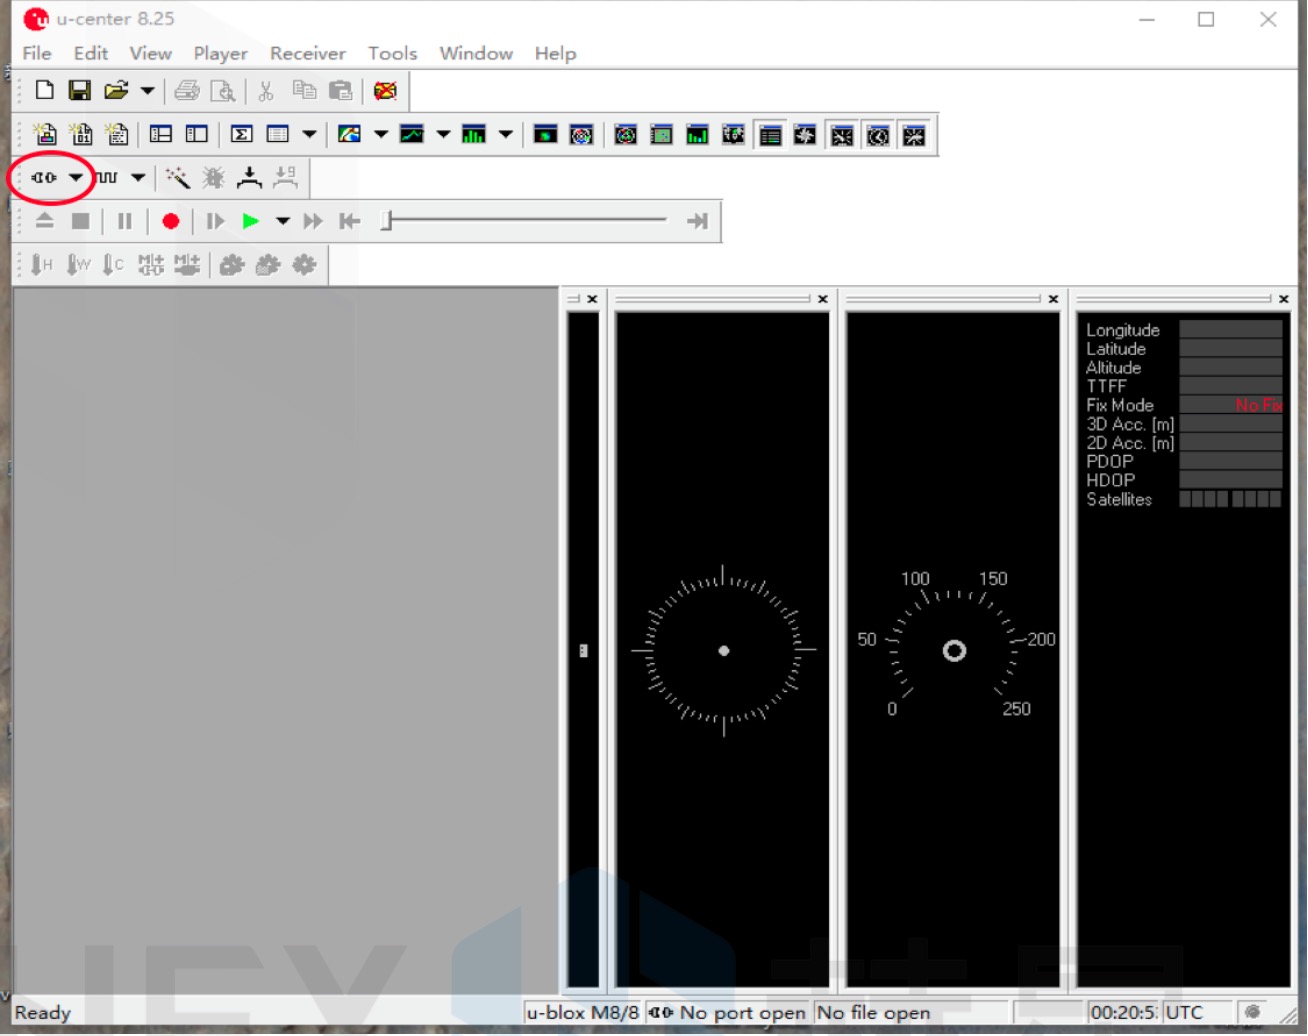 u-center 8.25
File Edit View Player Receiver Tools Window Help
Longitude
Latitude
Altitude
TTFF
Fix Mode No Fix
3D Acc. [m]
2D Acc. [m]
PDOP
HDOP
Satellites
100 150
50 200
0 250
Ready u-blox M8/8 No port open No file open 00:20:5 UTC